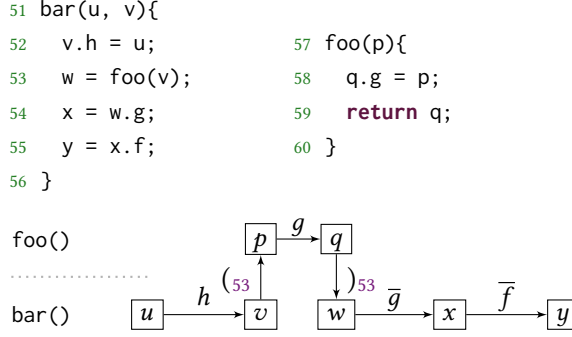 51 bar(u, v){
52 v.h = u;
53 w = foo(v);
54 x = w.g;
55 y = x.f;
56 }
57 foo(p){
58 q.g = p;
59 return q;
60 }
foo() p g q
(53 )53
bar() u h v w g̅ x f̅ y